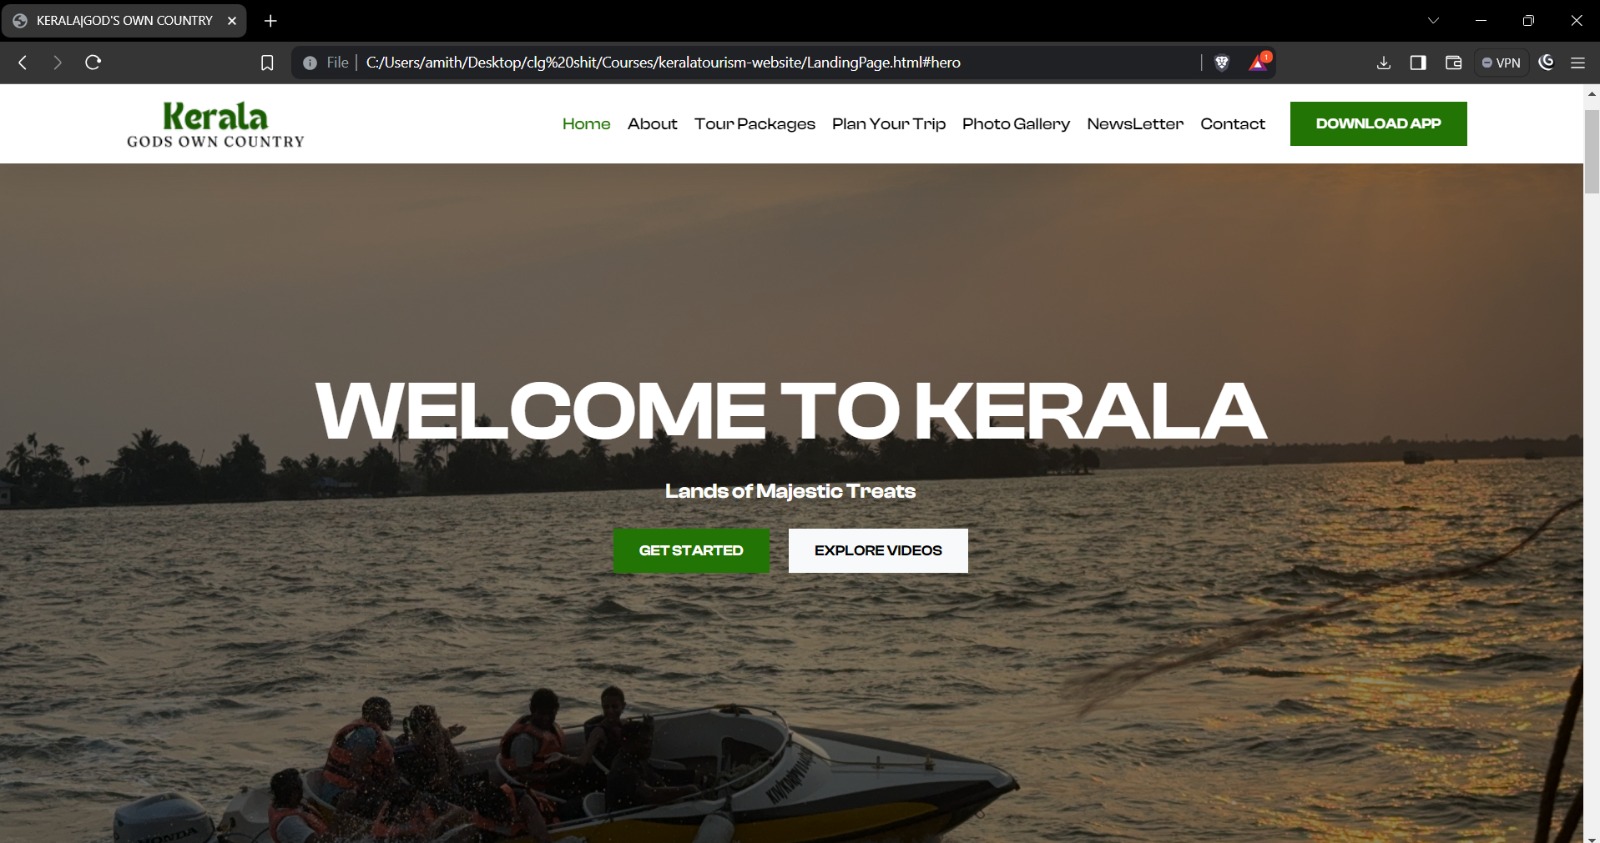 KERALA|GOD'S OWN COUNTRY
File C:/Users/amith/Desktop/clg%20shit/Courses/keralatourism-website/LandingPage.html#hero 1 VPN
Kerala
GODS OWN COUNTRY
Home About Tour Packages Plan Your Trip Photo Gallery NewsLetter Contact DOWNLOAD APP
WELCOME TO KERALA
Lands of Majestic Treats
GET STARTED EXPLORE VIDEOS
HONDA